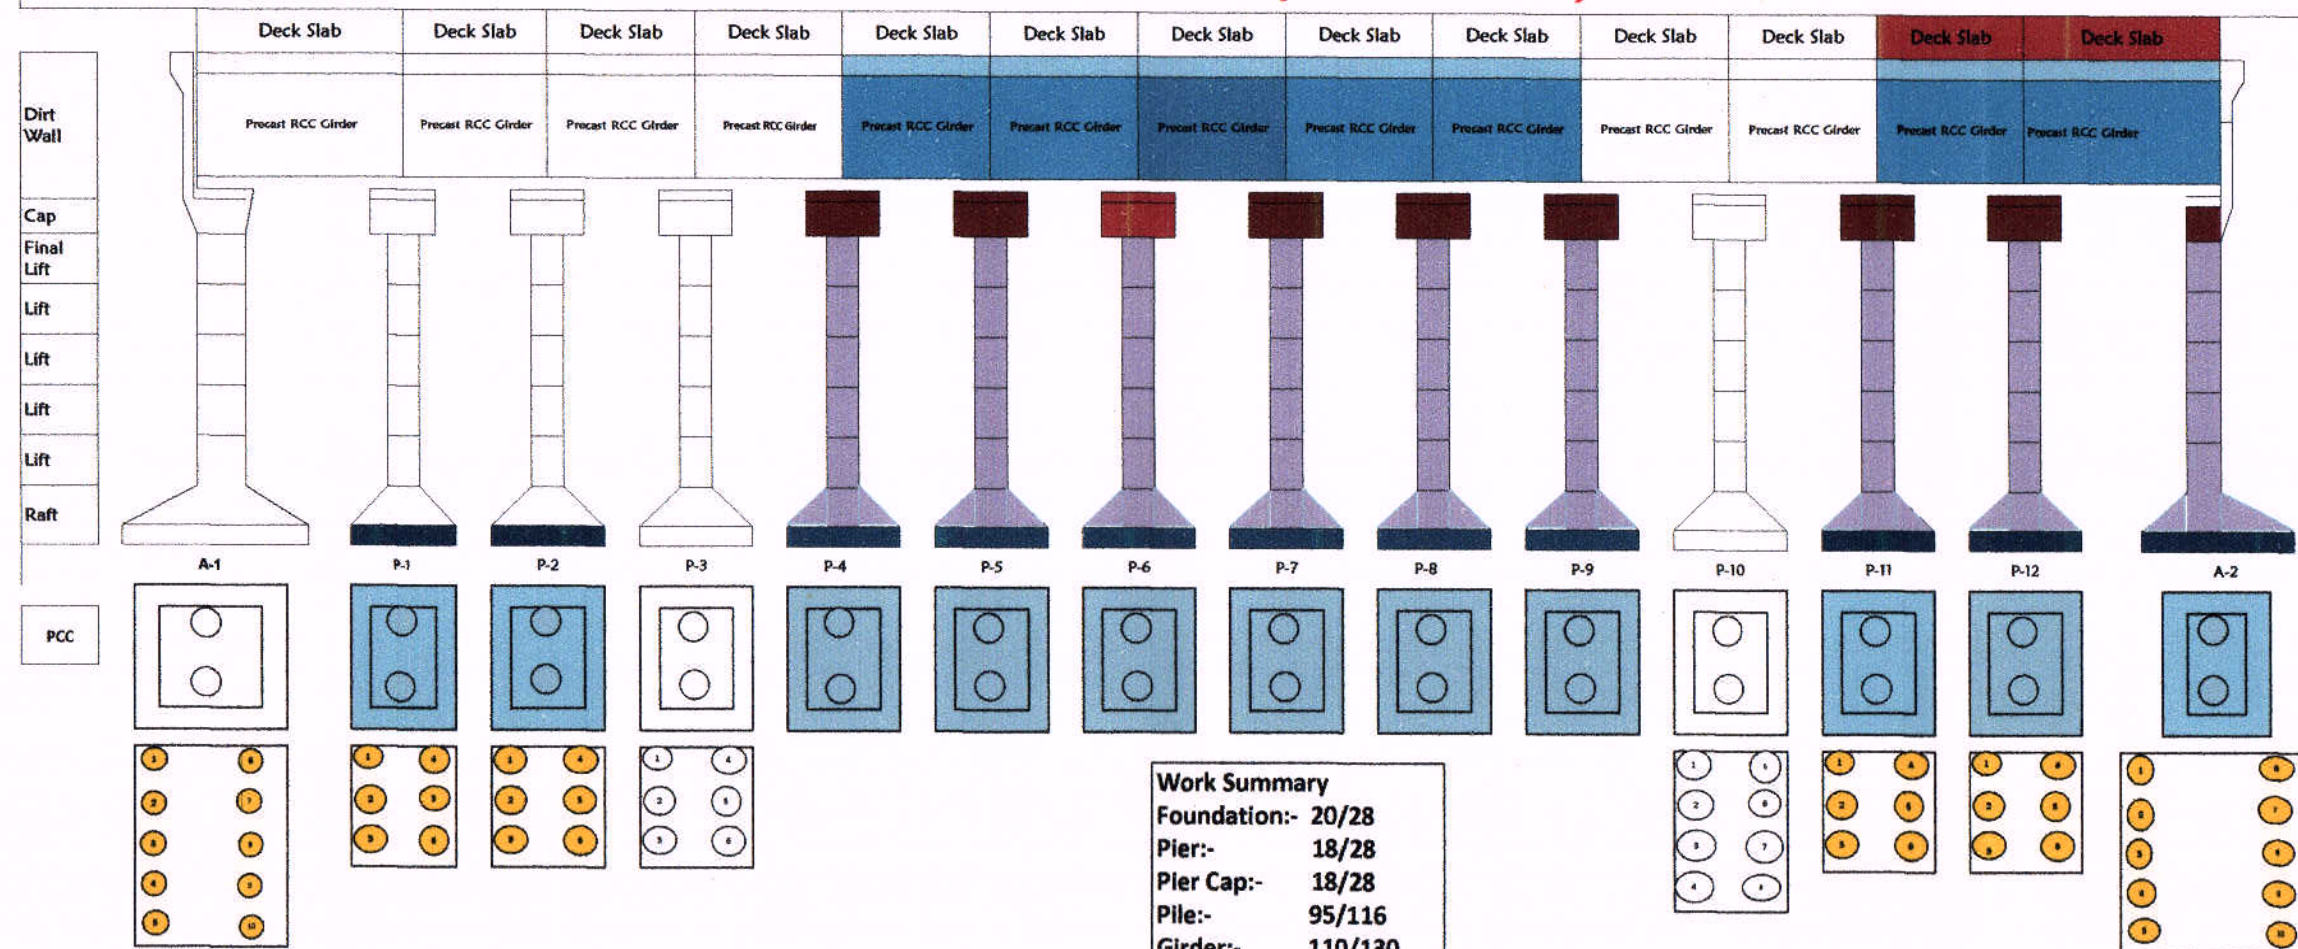 Deck Slab Deck Slab Deck Slab Deck Slab Deck Slab Deck Slab Deck Slab Deck Slab Deck Slab Deck Slab Deck Slab Deck Slab Deck Slab
Dirt
Wall
Precast RCC Girder Precast RCC Girder Precast RCC Girder Precast RCC Girder Precast RCC Girder Precast RCC Girder Precast RCC Girder Precast RCC Girder Precast RCC Girder Precast RCC Girder Precast RCC Girder Precast RCC Girder Precast RCC Girder
Cap
Final
Lift
Lift
Lift
Lift
Lift
Raft
A-1 P-1 P-2 P-3 P-4 P-5 P-6 P-7 P-8 P-9 P-10 P-11 P-12 A-2
PCC
Work Summary
Foundation:- 20/28
Pier:- 18/28
Pier Cap:- 18/28
Pile:- 95/116
Girder:- 110/130